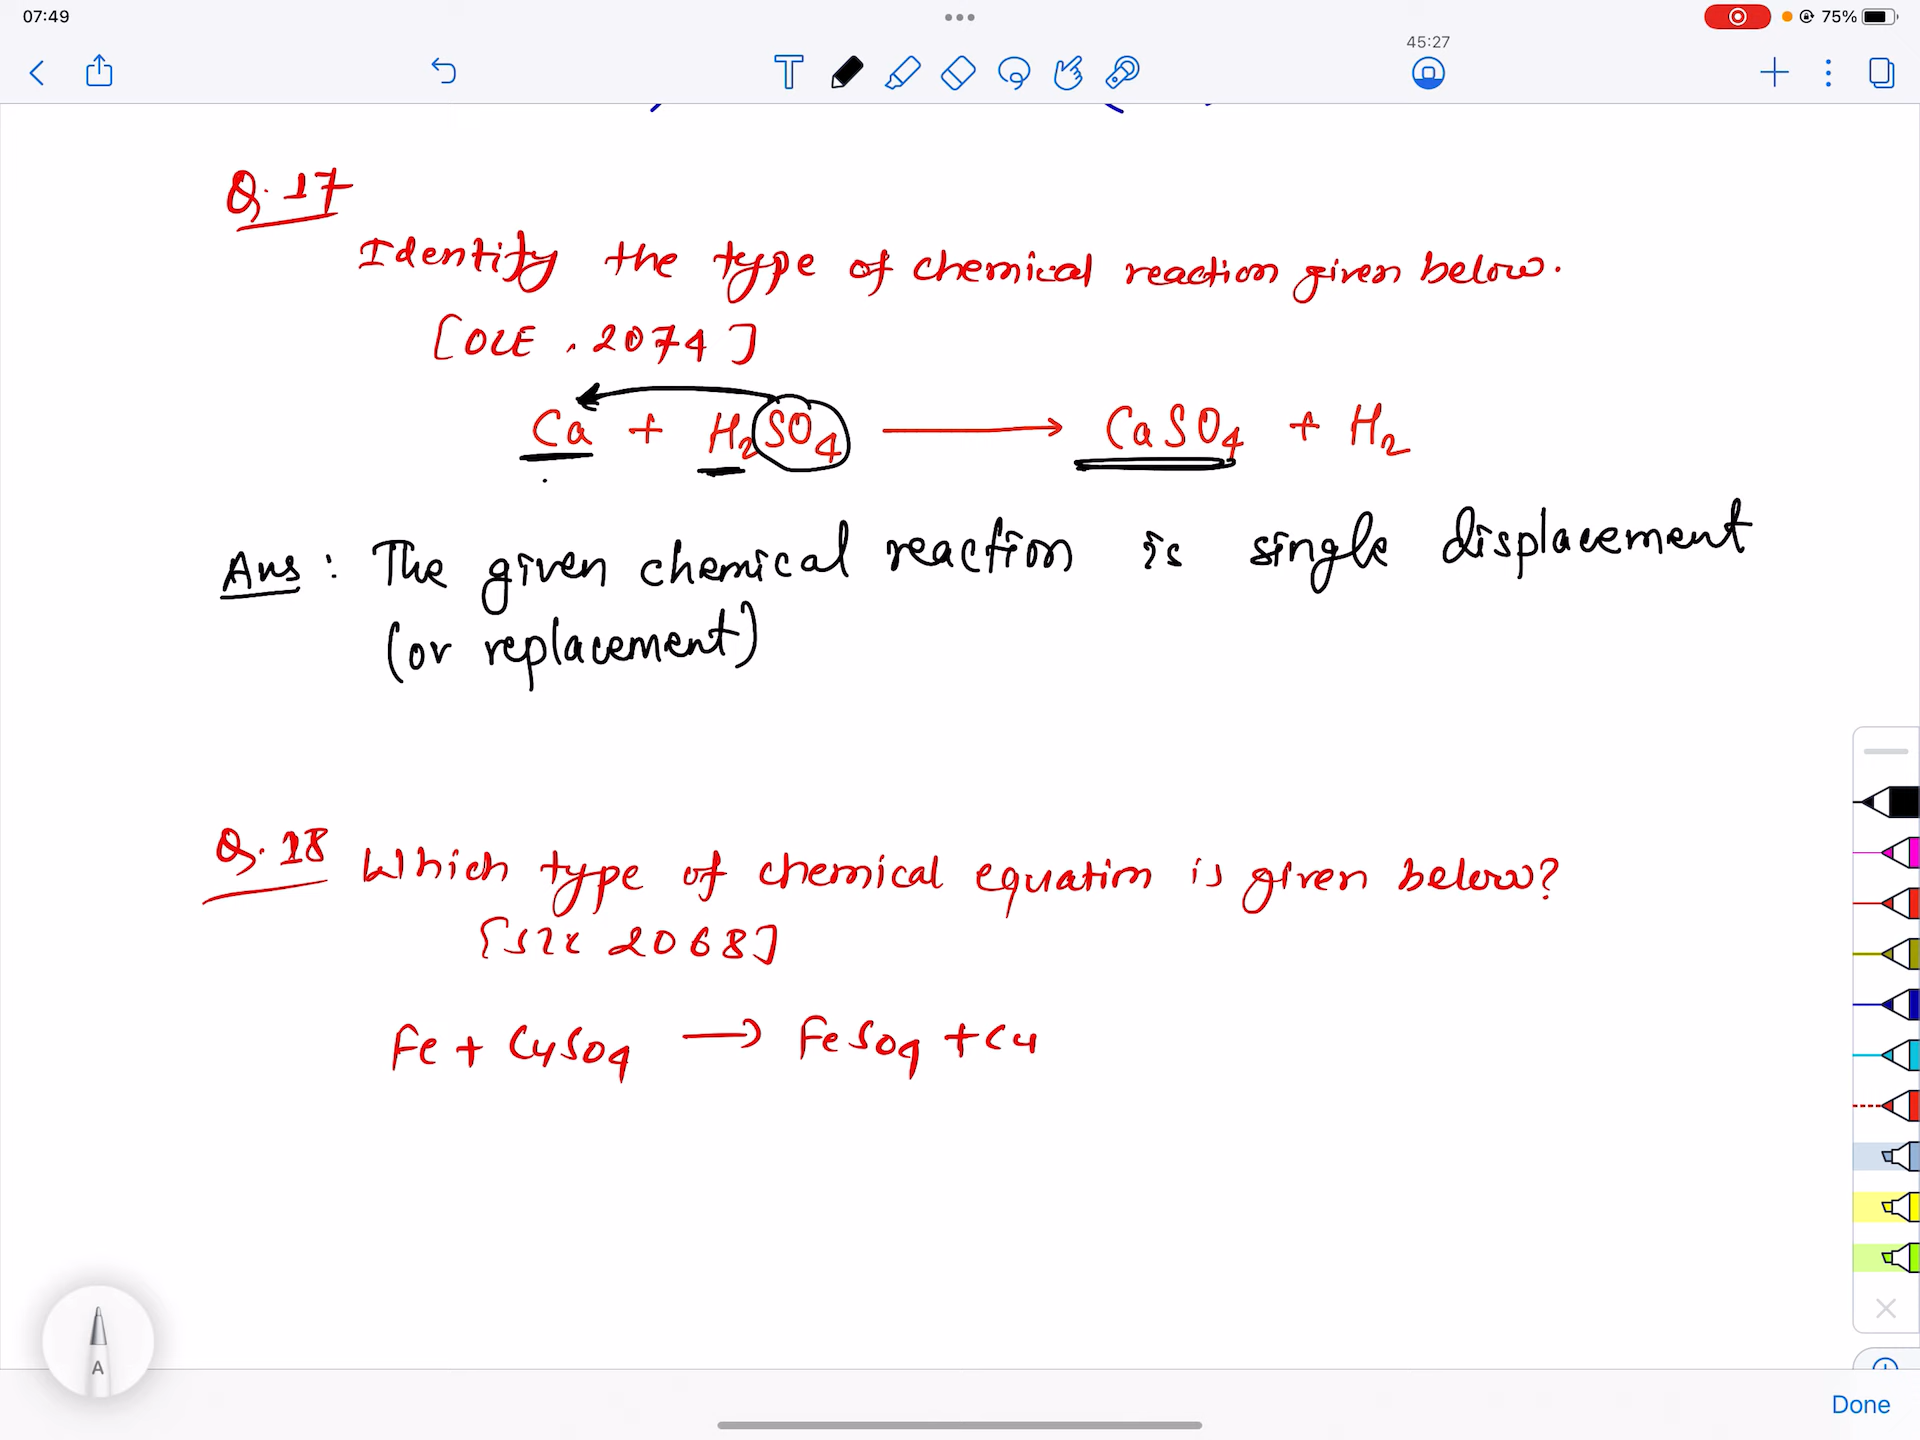 07:49
75%
45:27
Q. 17
Identify the type of chemical reaction given below.
[OLE . 2074]
Ca + H₂SO₄ ⟶ CaSO₄ + H₂
Ans : The given chemical reaction is single displacement
(or replacement)
Q. 18 Which type of chemical equation is given below?
2068]
Fe + CuSO₄ ⟶ FeSO₄ + Cu
A
Done